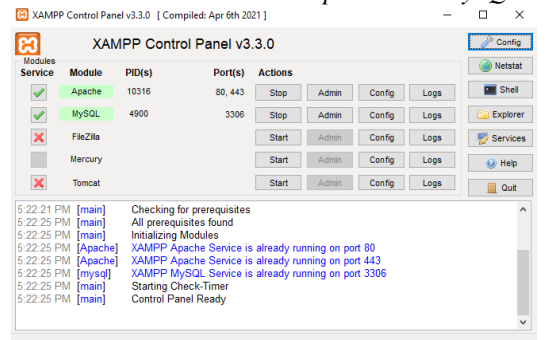 XAMPP Control Panel v3.3.0 [ Compiled: Apr 6th 2021 ]
XAMPP Control Panel v3.3.0
Config
Modules
Service Module PID(s) Port(s) Actions
Netstat
Apache 10316 80, 443 Stop Admin Config Logs
Shell
MySQL 4900 3306 Stop Admin Config Logs
Explorer
FileZilla Start Admin Config Logs
Services
Mercury Start Admin Config Logs
Help
Tomcat Start Admin Config Logs
Quit
5:22:21 PM [main] Checking for prerequisites
5:22:25 PM [main] All prerequisites found
5:22:25 PM [main] Initializing Modules
5:22:25 PM [Apache] XAMPP Apache Service is already running on port 80
5:22:25 PM [Apache] XAMPP Apache Service is already running on port 443
5:22:25 PM [mysql] XAMPP MySQL Service is already running on port 3306
5:22:25 PM [main] Starting Check-Timer
5:22:25 PM [main] Control Panel Ready